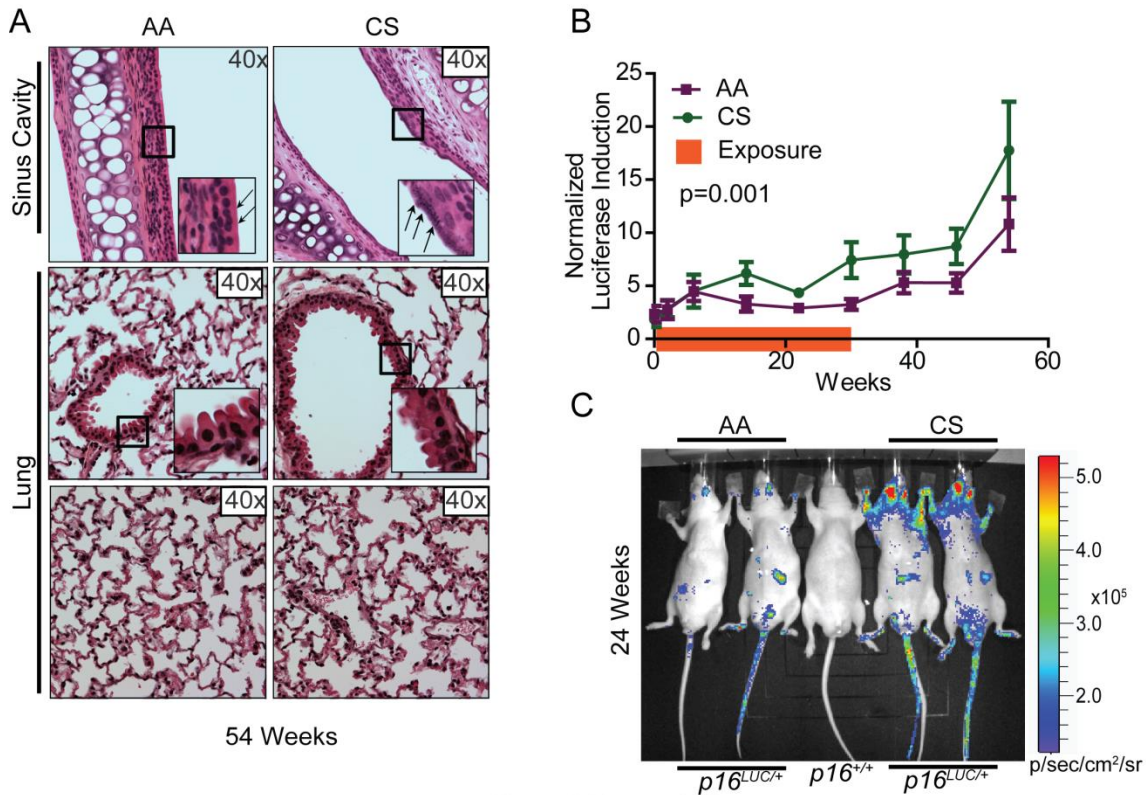 A
AA
CS
Sinus Cavity
40x
40x
Lung
40x
40x
40x
40x
54 Weeks
B
Normalized
Luciferase Induction
25
20
15
10
5
0
AA
CS
Exposure
p=0.001
0
20
40
60
Weeks
C
AA
CS
24 Weeks
5.0
4.0
x10⁵
3.0
2.0
p/sec/cm²/sr
p16^LUC/+
p16^+/+
p16^LUC/+